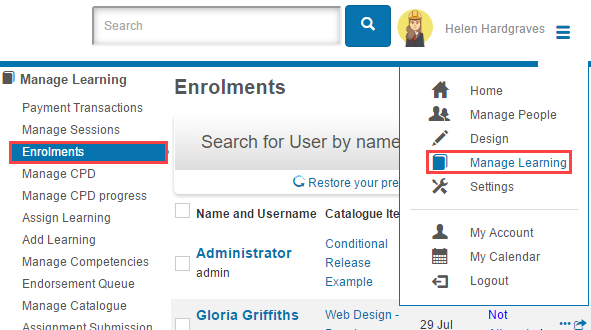 Search
Helen Hardgraves
Manage Learning
Payment Transactions
Manage Sessions
Enrolments
Manage CPD
Manage CPD progress
Assign Learning
Add Learning
Manage Competencies
Endorsement Queue
Manage Catalogue
Assignment Submission
Enrolments
Search for User by name
Restore your pre
Name and Username Catalogue Ite
Administrator
admin
Conditional
Release
Example
Gloria Griffiths
Web Design -
29 Jul
Not
Home
Manage People
Design
Manage Learning
Settings
My Account
My Calendar
Logout